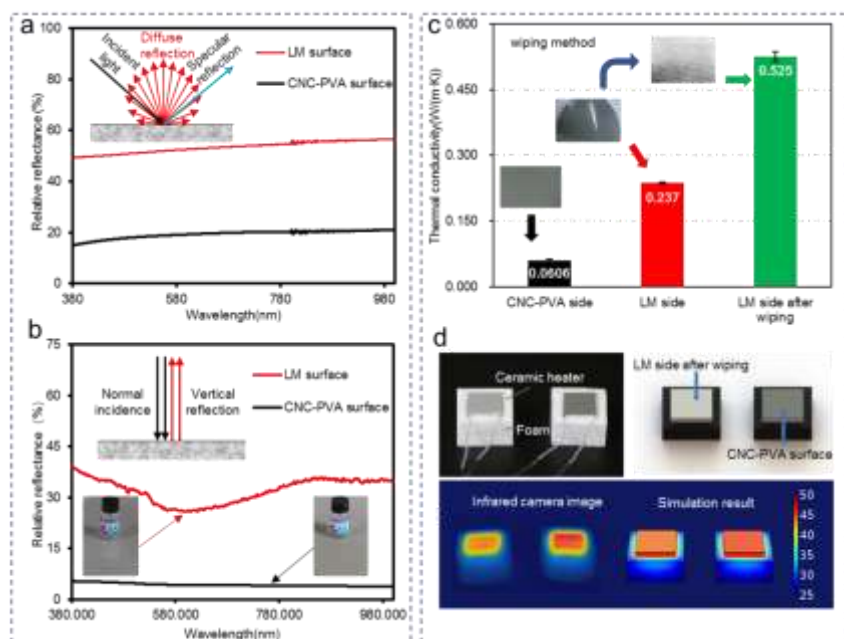 a
Relative reflectance (%)
100
80
60
40
20
0
Incident light
Diffuse
reflection
Specular
reflection
LM surface
CNC-PVA surface
380
580
780
980
Wavelength(nm)
b
Relative reflectance (%)
75
60
45
30
15
0
Normal
incidence
Vertical
reflection
LM surface
CNC-PVA surface
380.000
580.000
780.000
980.000
Wavelength(nm)
c
Thermal conductivity(W/(m·K))
0.600
0.450
0.300
0.150
0.000
wiping method
0.0606
0.237
0.525
CNC-PVA side
LM side
LM side after
wiping
d
Ceramic heater
Foam
LM side after wiping
CNC-PVA surface
Infrared camera image
Simulation result
50
45
40
35
30
25